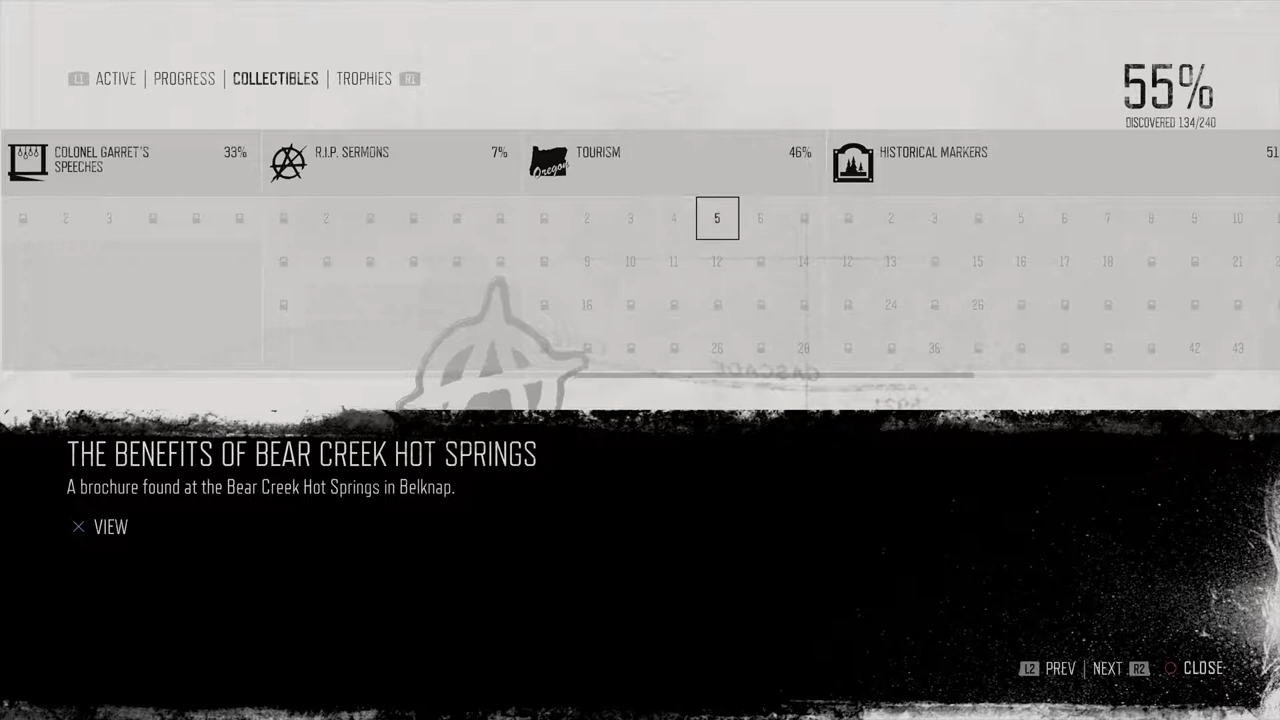 L1 ACTIVE | PROGRESS | COLLECTIBLES | TROPHIES R1
55%
DISCOVERED 134/240
COLONEL GARRET'S SPEECHES 33%
R.I.P. SERMONS 7%
Oregon TOURISM 46%
HISTORICAL MARKERS 51
2 3 2 2 3 4 5 6 2 3 5 6 7 8 9 10
9 10 11 12 14 12 13 15 16 17 18 21
16 24 26
26 28 36 42 43
CASCADE
THE BENEFITS OF BEAR CREEK HOT SPRINGS
A brochure found at the Bear Creek Hot Springs in Belknap.
VIEW
L2 PREV | NEXT R2 CLOSE